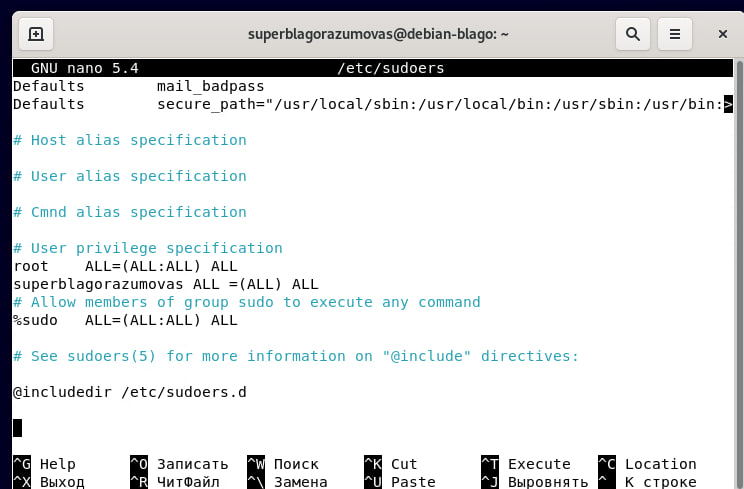 superblagorazumovas@debian-blago: ~
GNU nano 5.4 /etc/sudoers
Defaults mail_badpass
Defaults secure_path="/usr/local/sbin:/usr/local/bin:/usr/sbin:/usr/bin:>
# Host alias specification
# User alias specification
# Cmnd alias specification
# User privilege specification
root ALL=(ALL:ALL) ALL
superblagorazumovas ALL =(ALL) ALL
# Allow members of group sudo to execute any command
%sudo ALL=(ALL:ALL) ALL
# See sudoers(5) for more information on "@include" directives:
@includedir /etc/sudoers.d
^G Help ^O Записать ^W Поиск ^K Cut ^T Execute ^C Location
^X Выход ^R ЧитФайл ^\ Замена ^U Paste ^J Выровнять ^ К строке